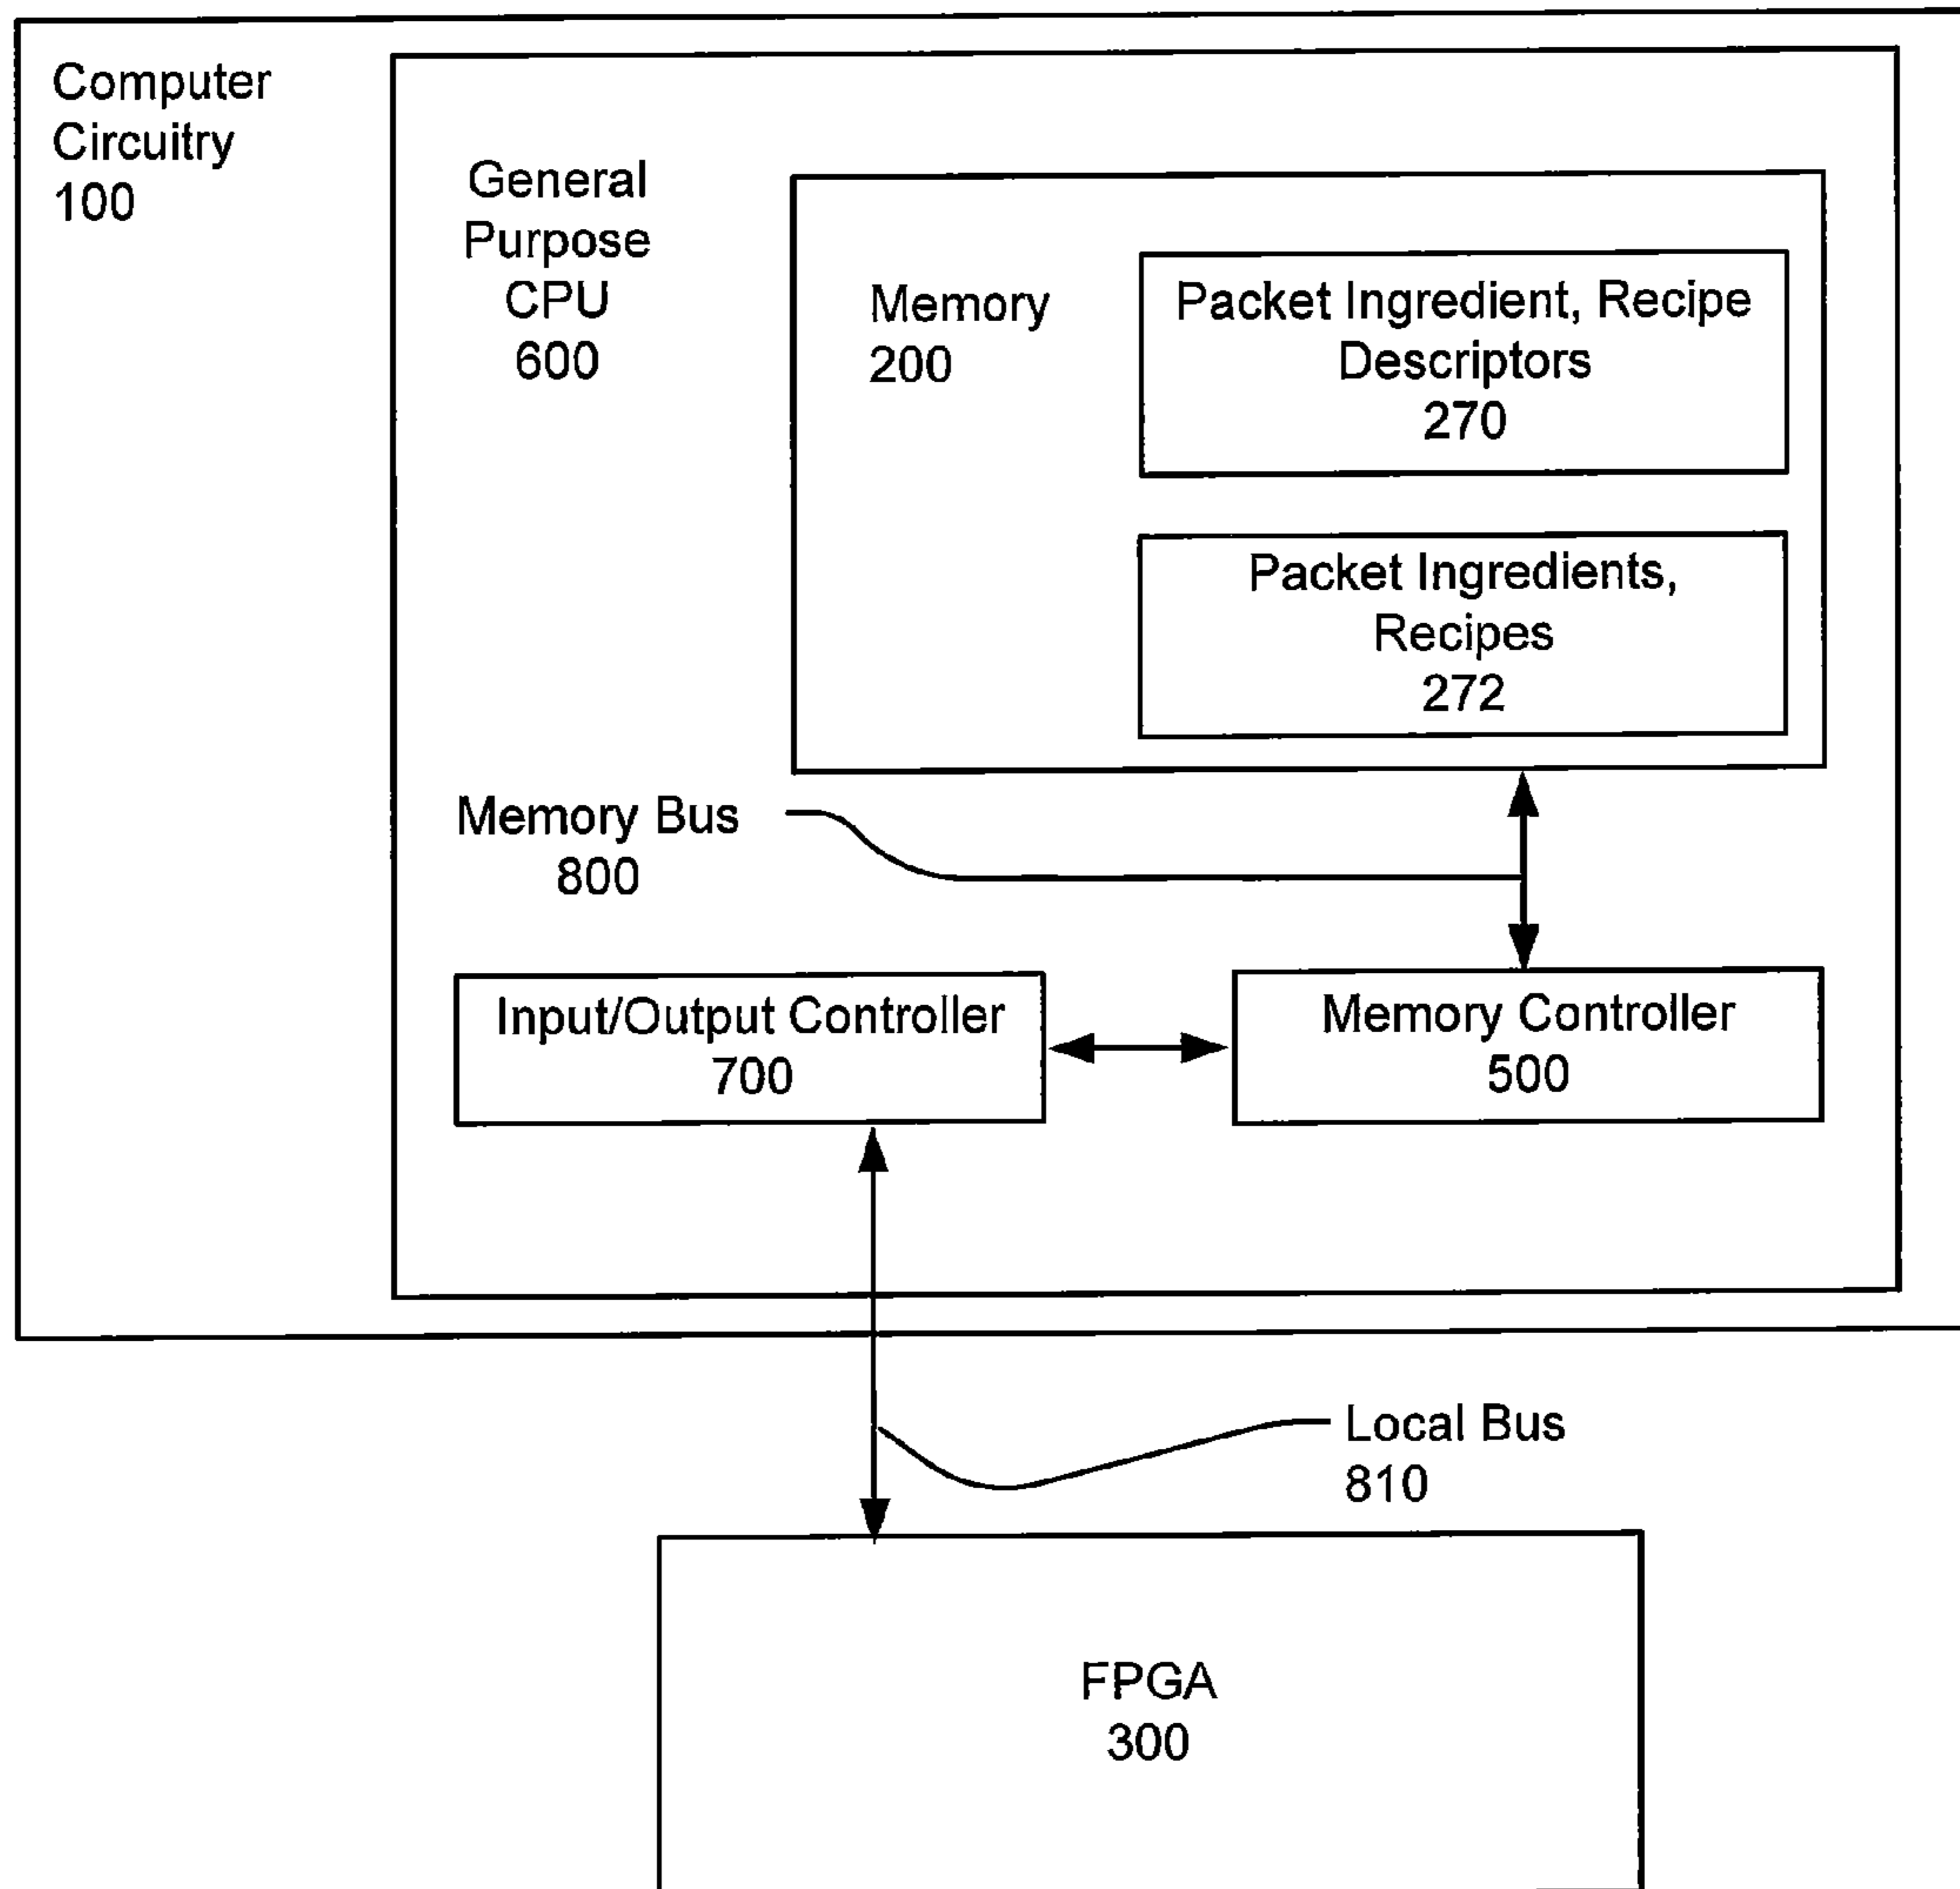 Computer
Circuitry
100
General
Purpose
CPU
600
Memory
200
Packet Ingredient, Recipe
Descriptors
270
Packet Ingredients,
Recipes
272
Memory Bus
800
Input/Output Controller
700
Memory Controller
500
Local Bus
810
FPGA
300